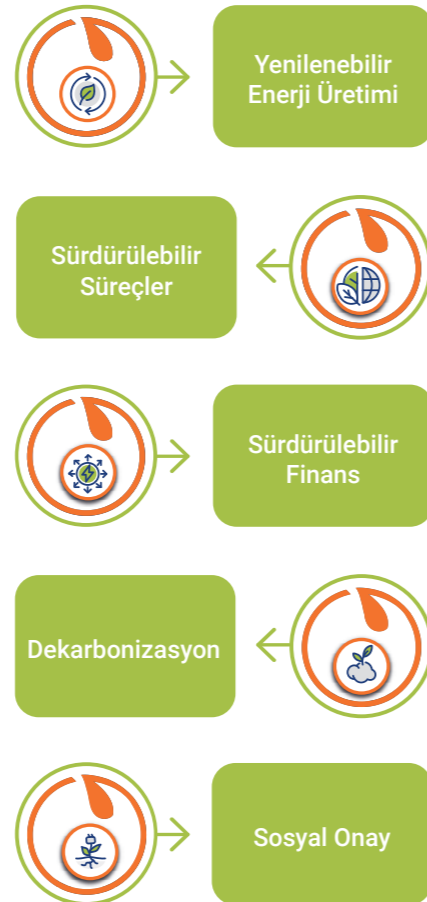 Yenilenebilir
Enerji Üretimi
Sürdürülebilir
Süreçler
Sürdürülebilir
Finans
Dekarbonizasyon
Sosyal Onay